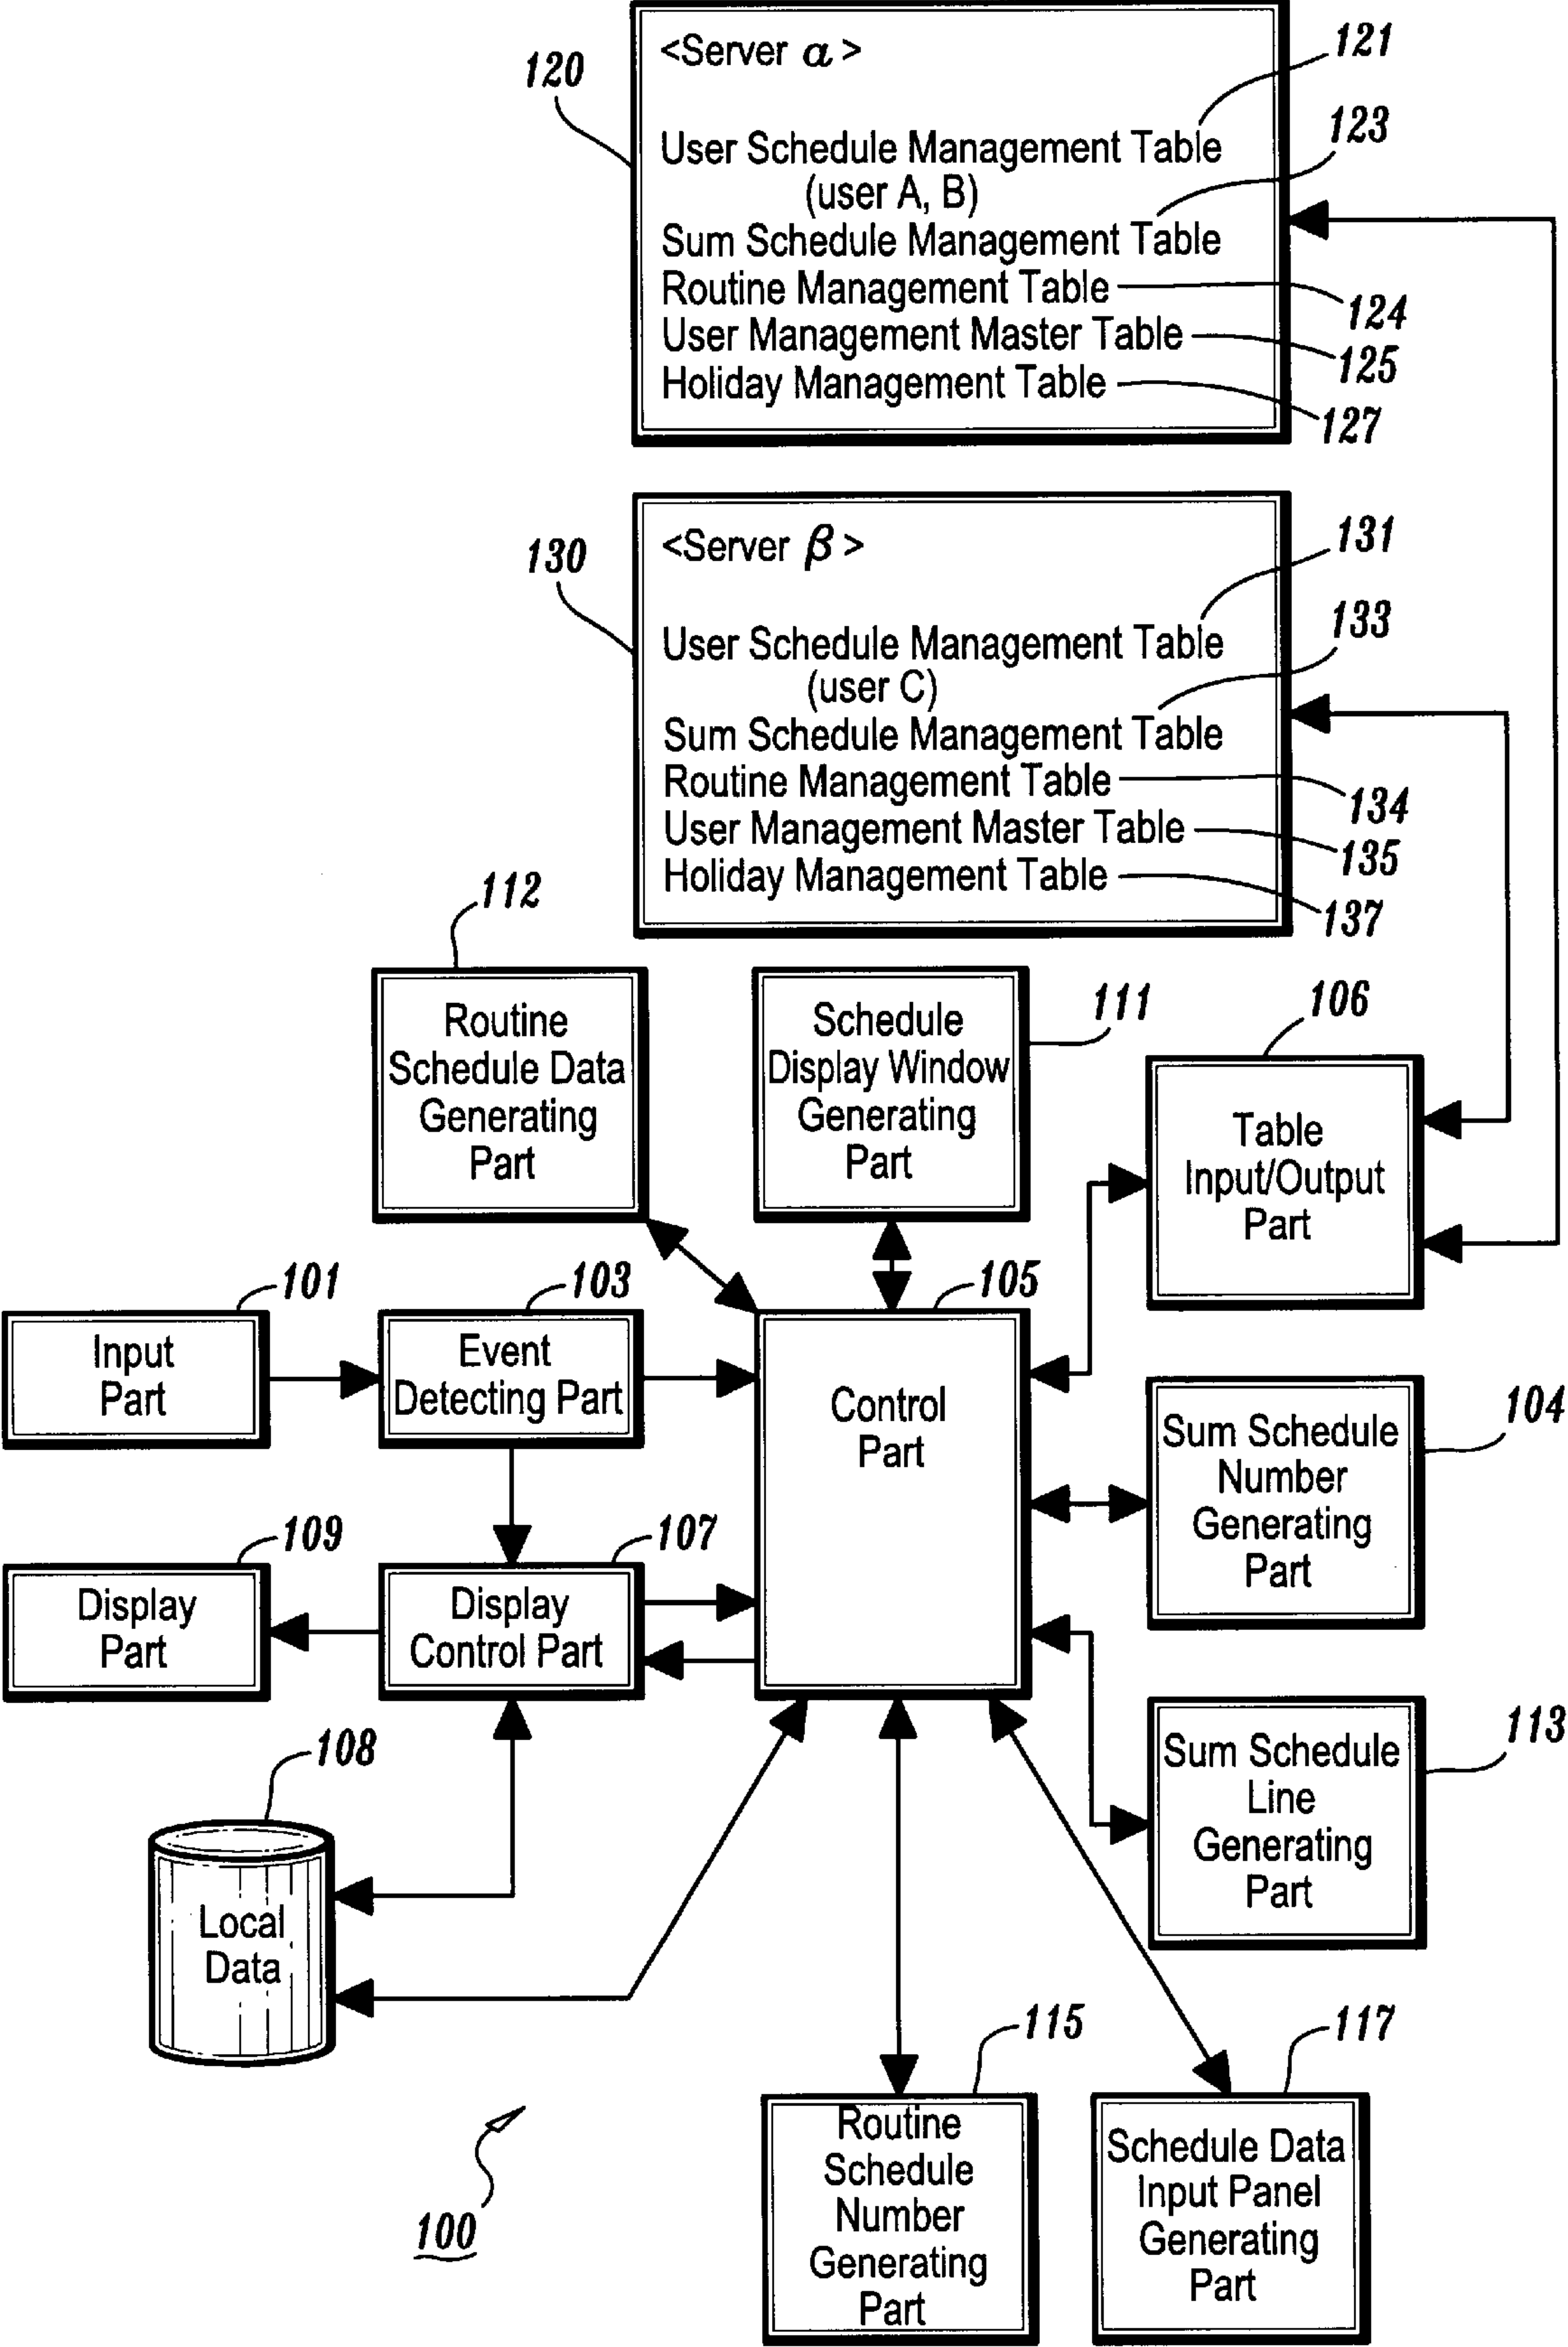 <Server α>
120
121
User Schedule Management Table
(user A, B)
123
Sum Schedule Management Table
Routine Management Table
124
User Management Master Table
125
Holiday Management Table
127
<Server β>
130
131
User Schedule Management Table
(user C)
133
Sum Schedule Management Table
Routine Management Table
134
User Management Master Table
135
Holiday Management Table
137
112
Routine
Schedule Data
Generating
Part
111
Schedule
Display Window
Generating
Part
106
Table
Input/Output
Part
101
Input
Part
103
Event
Detecting Part
105
Control
Part
104
Sum Schedule
Number
Generating
Part
109
Display
Part
107
Display
Control Part
113
Sum Schedule
Line
Generating
Part
108
Local
Data
115
Routine
Schedule
Number
Generating
Part
117
Schedule Data
Input Panel
Generating
Part
100